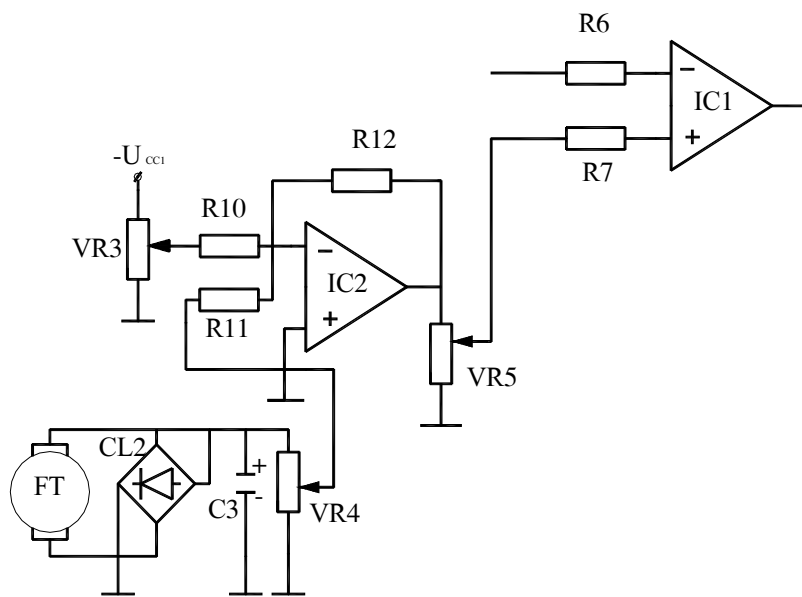 R6
IC1
R7
R12
-U CC1
R10
VR3
IC2
R11
VR5
CL2
FT
C3
VR4
−
+
−
+
+
-